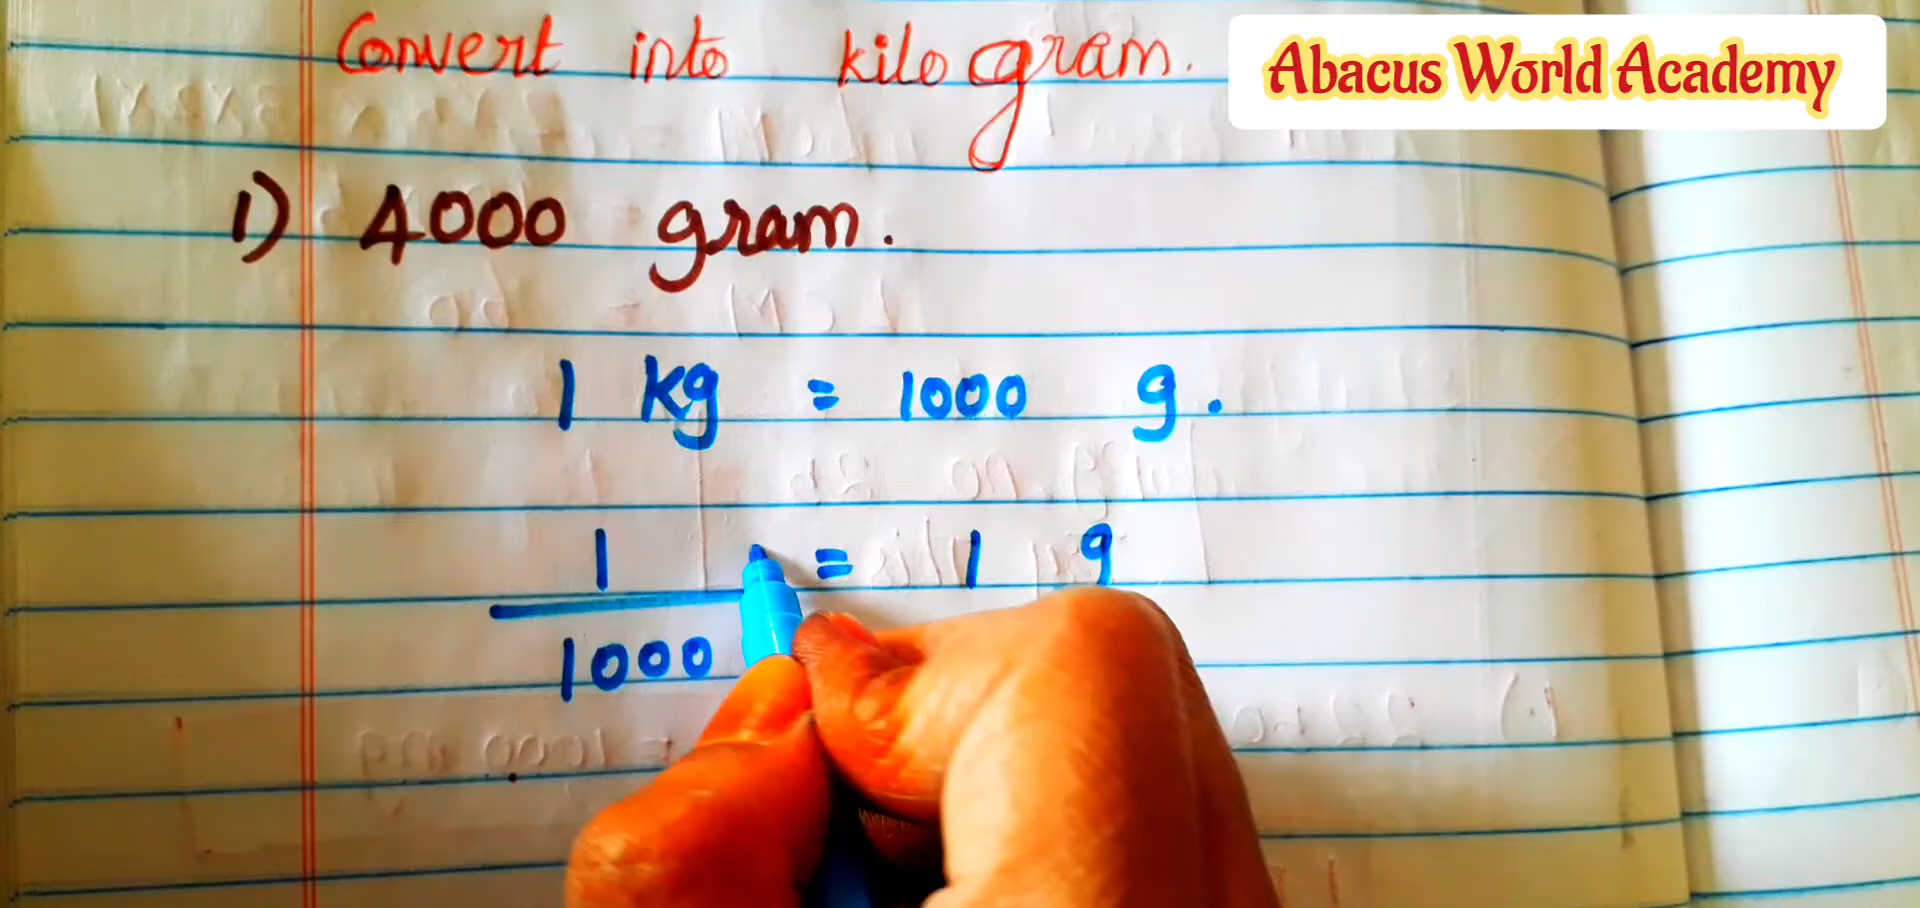 Convert into kilogram.
Abacus World Academy
1) 4000 gram.
1 kg = 1000 g.
1 = 1 g
1000